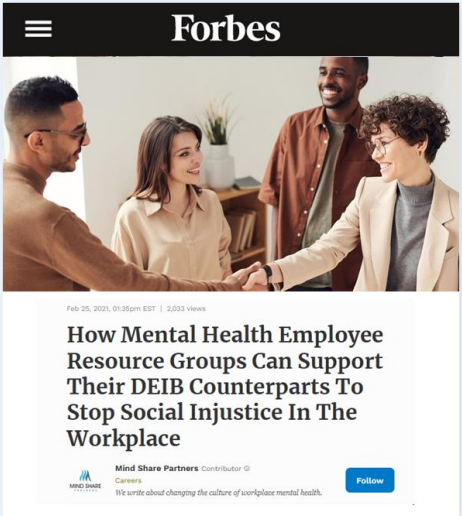 Forbes
Feb 25, 2021, 01:35pm EST | 2,033 views
How Mental Health Employee
Resource Groups Can Support
Their DEIB Counterparts To
Stop Social Injustice In The
Workplace
Mind Share Partners Contributor
Careers
We write about changing the culture of workplace mental health.
MIND SHARE
PARTNERS
Follow